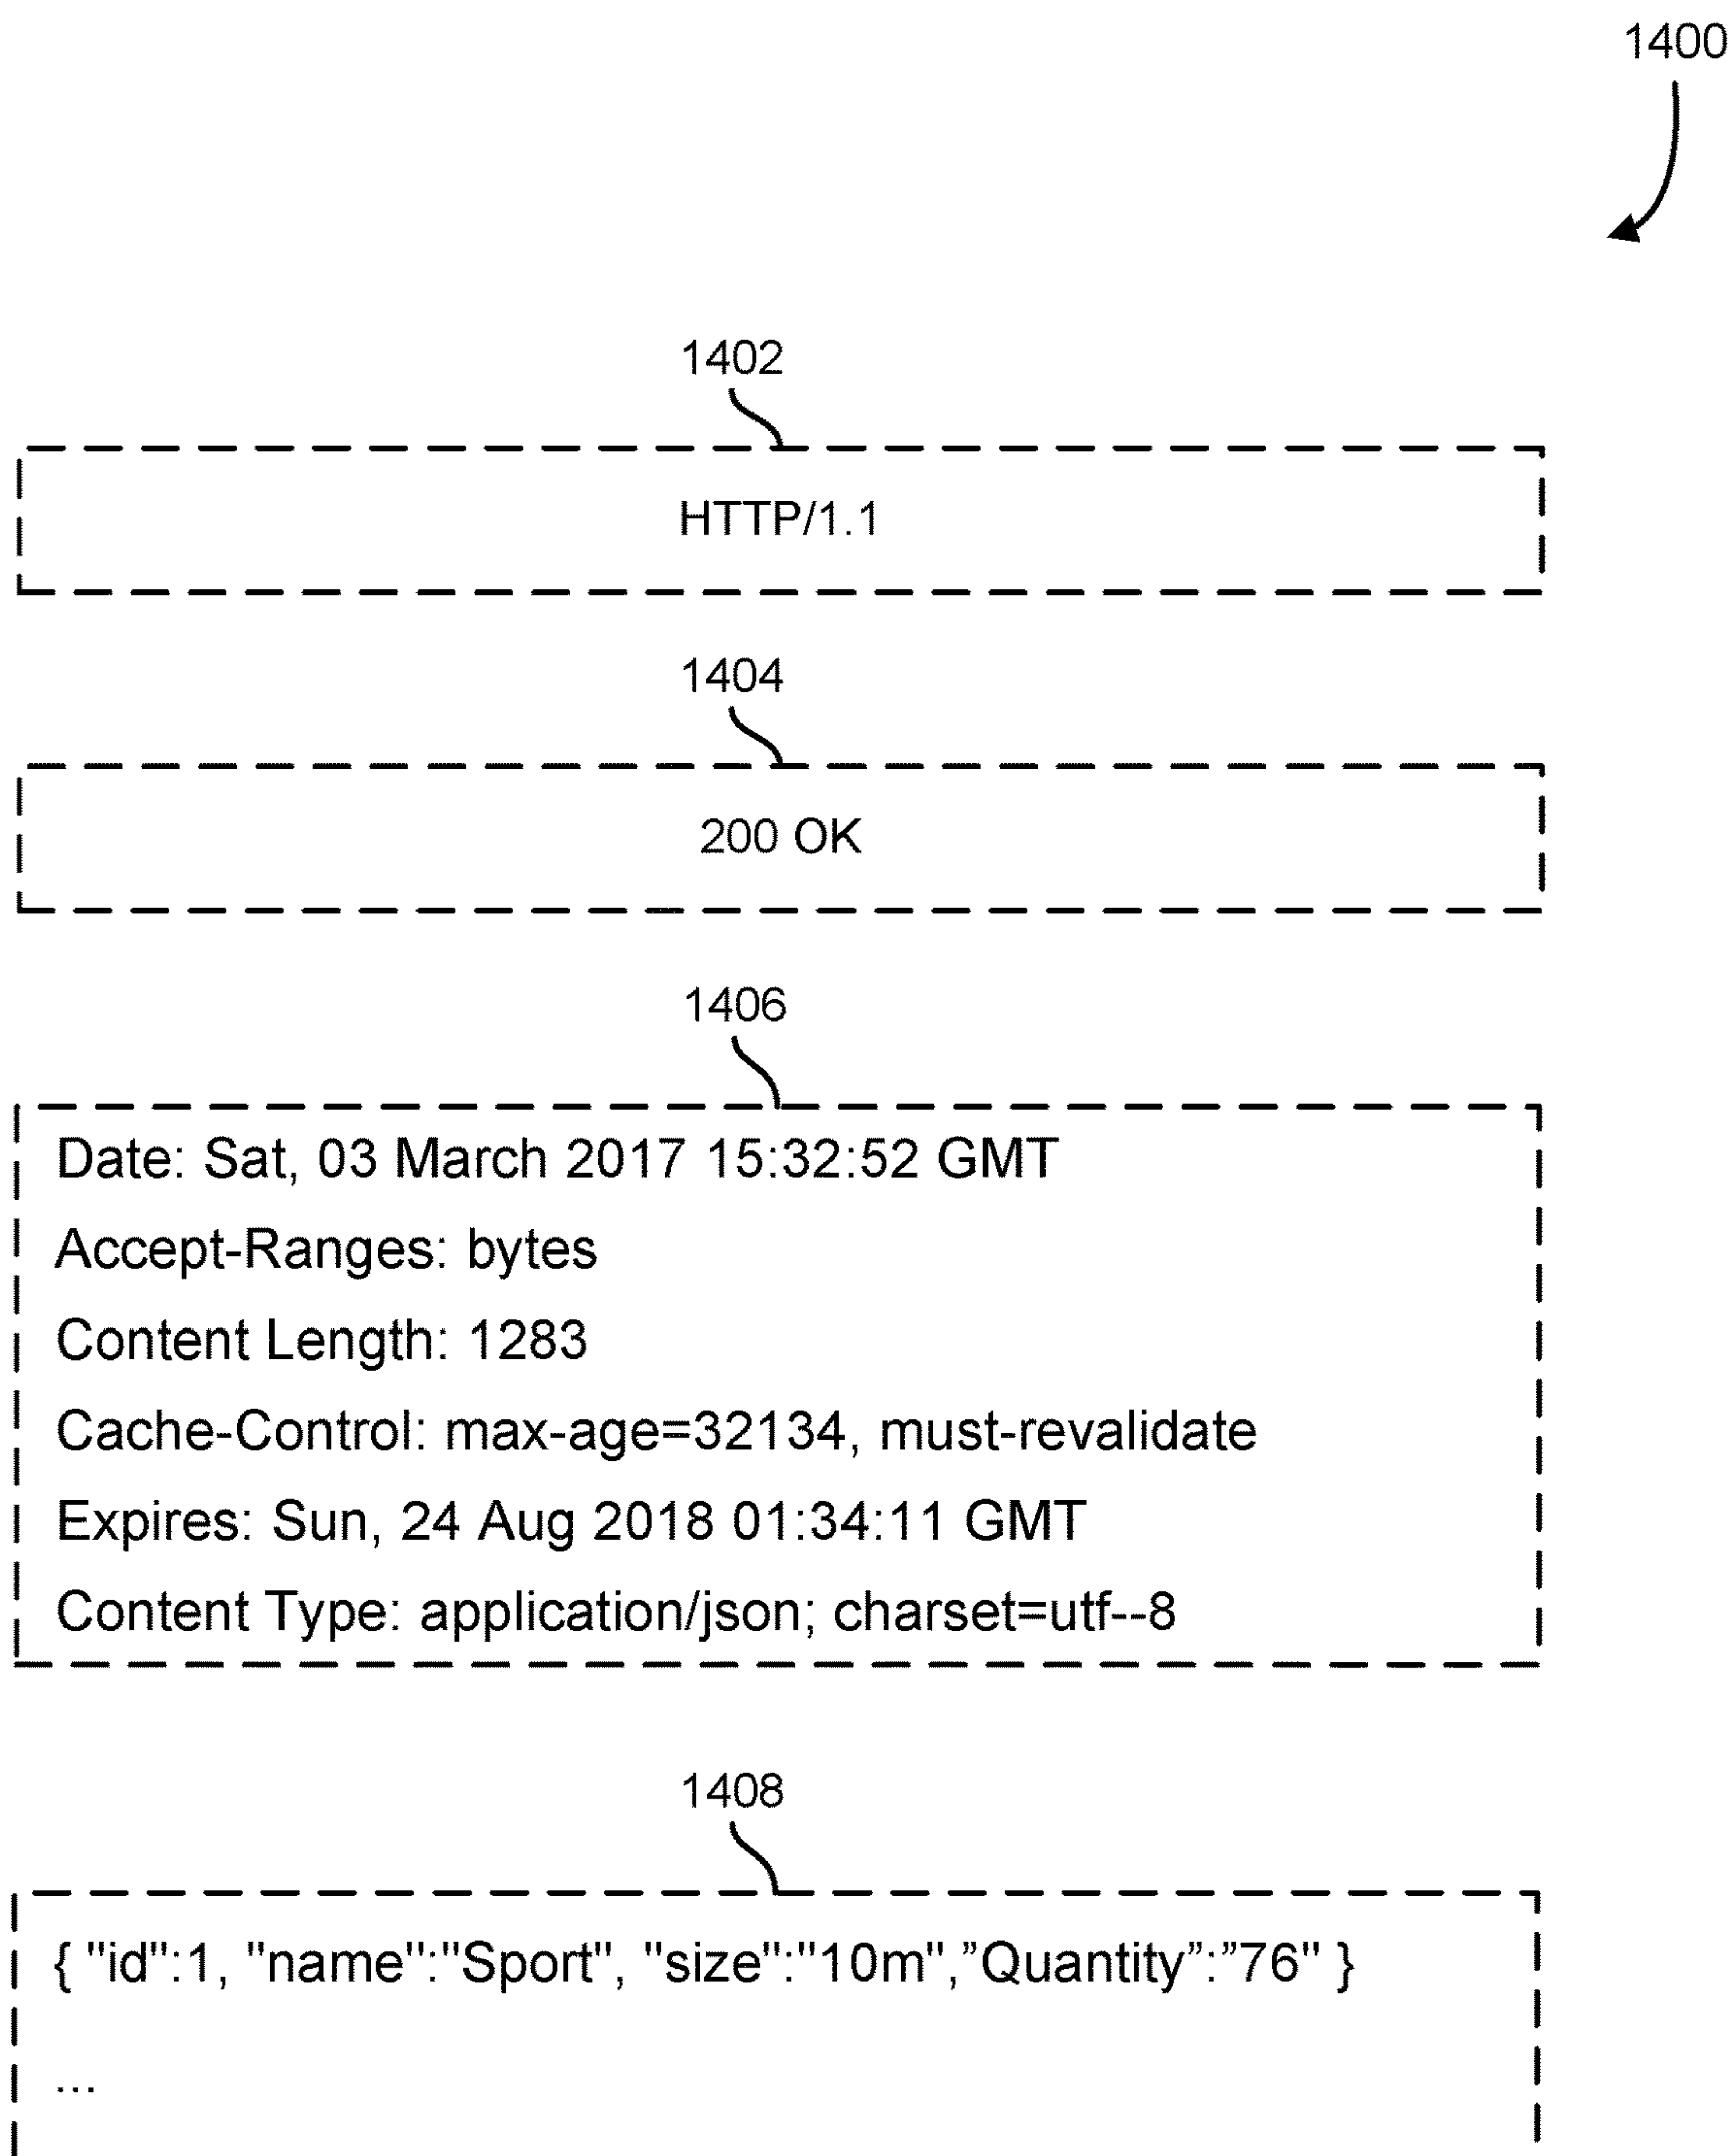 1400
1402
HTTP/1.1
1404
200 OK
1406
Date: Sat, 03 March 2017 15:32:52 GMT
Accept-Ranges: bytes
Content Length: 1283
Cache-Control: max-age=32134, must-revalidate
Expires: Sun, 24 Aug 2018 01:34:11 GMT
Content Type: application/json; charset=utf--8
1408
{ "id":1, "name":"Sport", "size":"10m",”Quantity”:”76" }
...